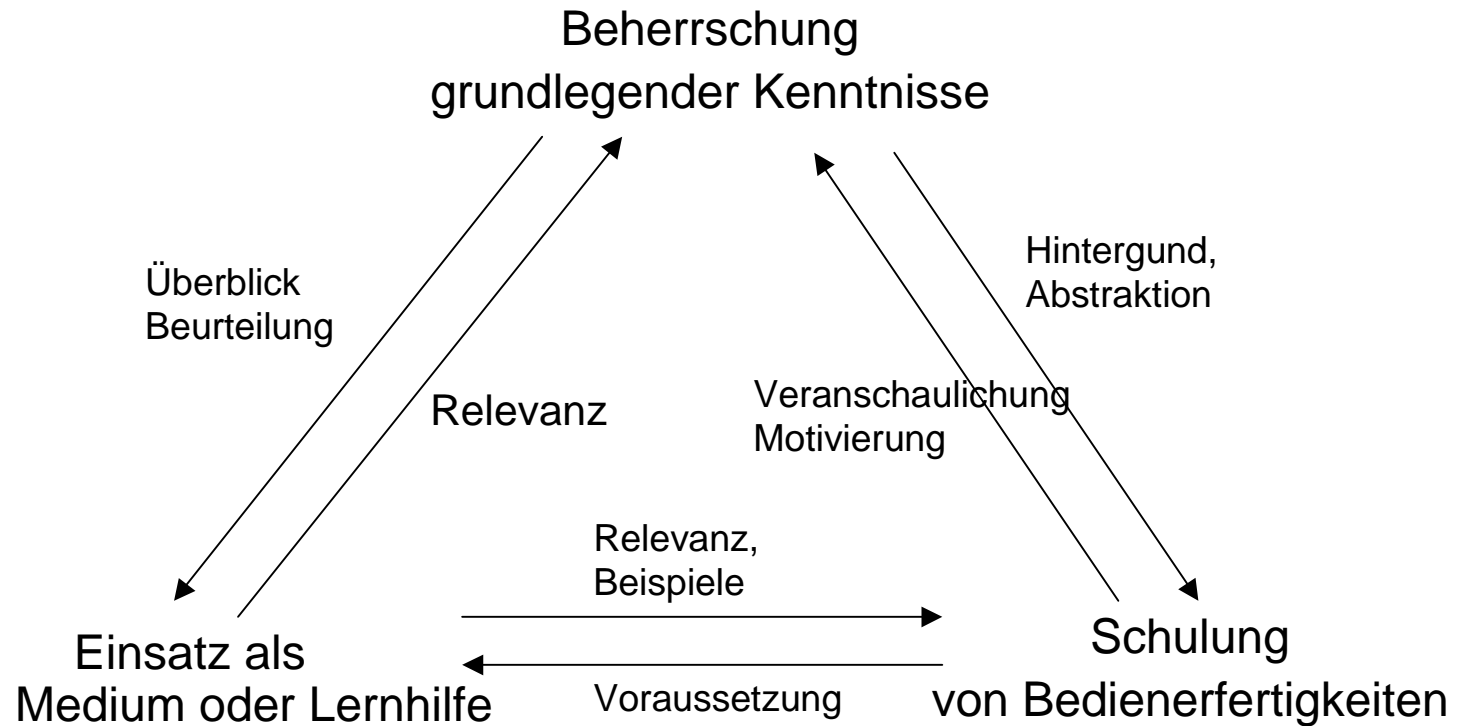 Beherrschung
grundlegender Kenntnisse
Überblick
Beurteilung
Relevanz
Hintergund,
Abstraktion
Veranschaulichung
Motivierung
Relevanz,
Beispiele
Voraussetzung
Einsatz als
Medium oder Lernhilfe
Schulung
von Bedienerfertigkeiten